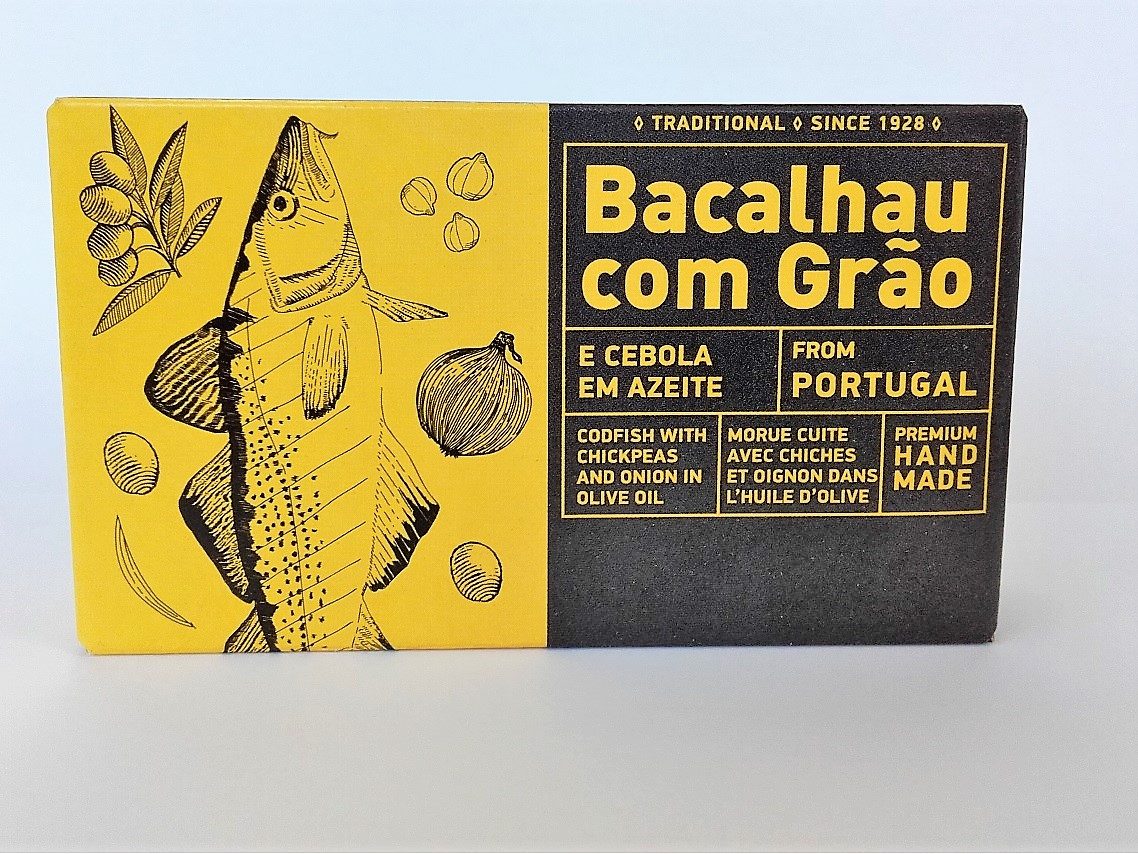 ◊ TRADITIONAL ◊ SINCE 1928 ◊
Bacalhau
com Grão
E CEBOLA
EM AZEITE
FROM
PORTUGAL
CODFISH WITH
CHICKPEAS
AND ONION IN
OLIVE OIL
MORUE CUITE
AVEC CHICHES
ET OIGNON DANS
L'HUILE D'OLIVE
PREMIUM
HAND
MADE